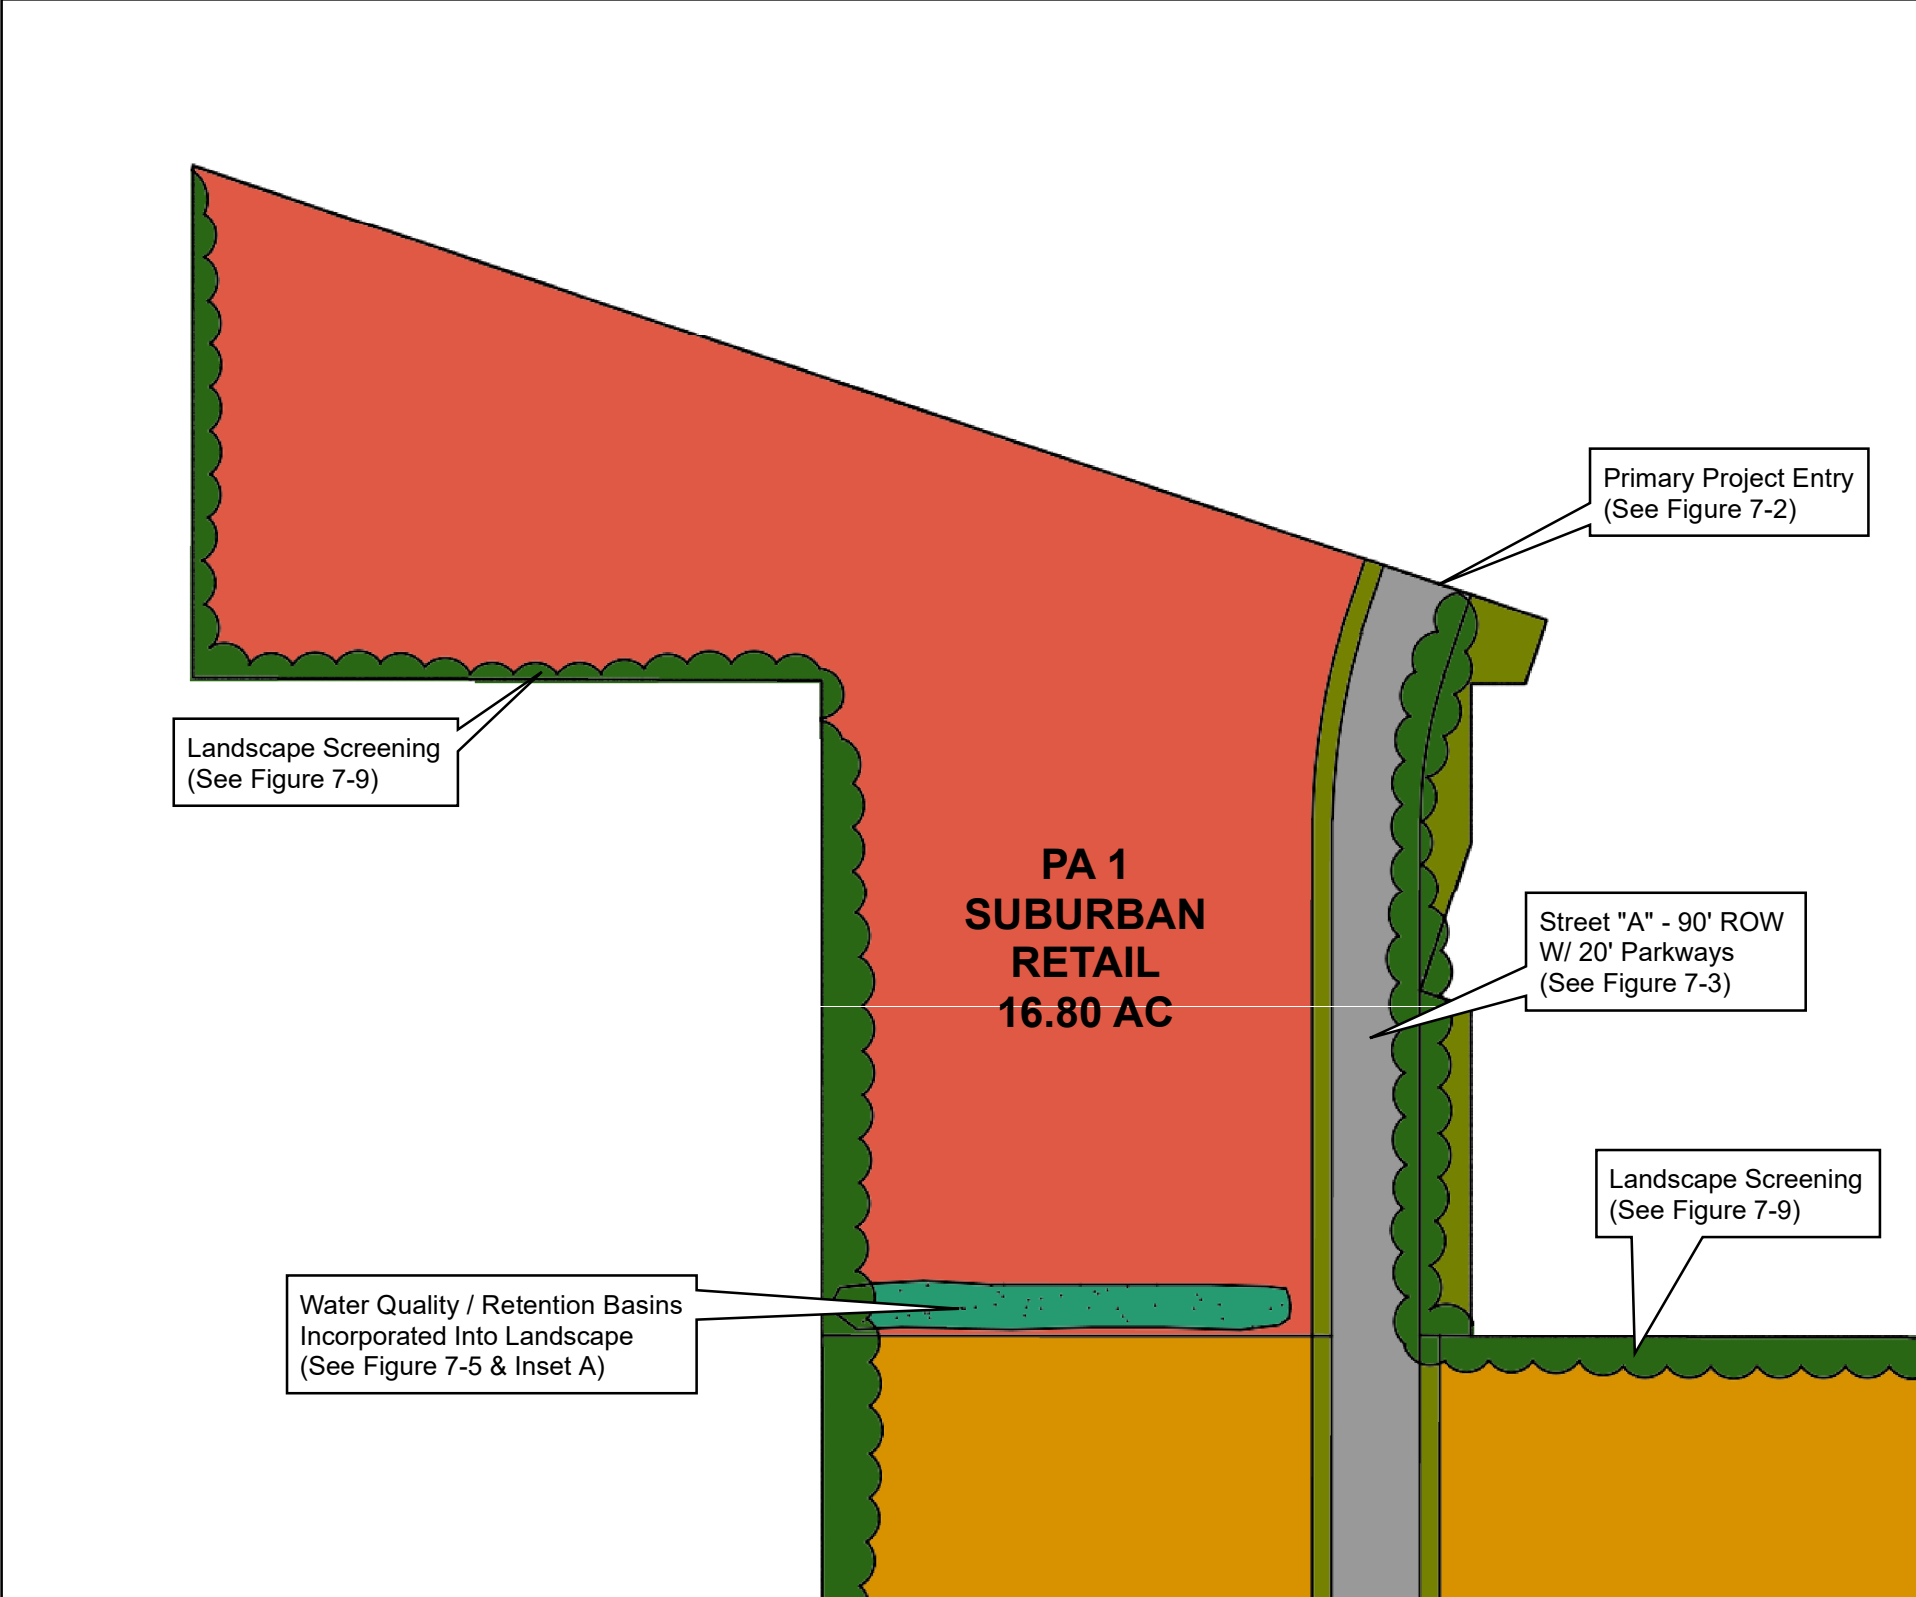 Primary Project Entry
(See Figure 7-2)
Landscape Screening
(See Figure 7-9)
PA 1
SUBURBAN
RETAIL
16.80 AC
Street "A" - 90' ROW
W/ 20' Parkways
(See Figure 7-3)
Landscape Screening
(See Figure 7-9)
Water Quality / Retention Basins
Incorporated Into Landscape
(See Figure 7-5 & Inset A)